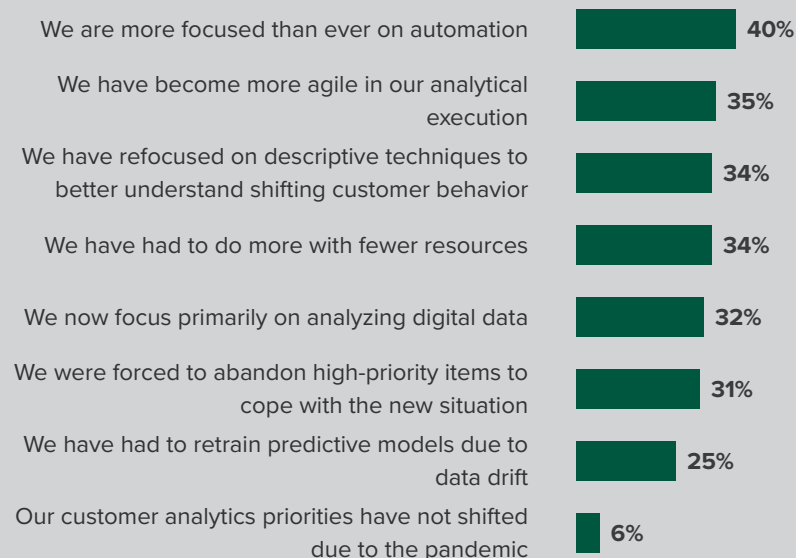 We are more focused than ever on automation 40%
We have become more agile in our analytical
execution 35%
We have refocused on descriptive techniques to
better understand shifting customer behavior 34%
We have had to do more with fewer resources 34%
We now focus primarily on analyzing digital data 32%
We were forced to abandon high-priority items to
cope with the new situation 31%
We have had to retrain predictive models due to
data drift 25%
Our customer analytics priorities have not shifted
due to the pandemic 6%